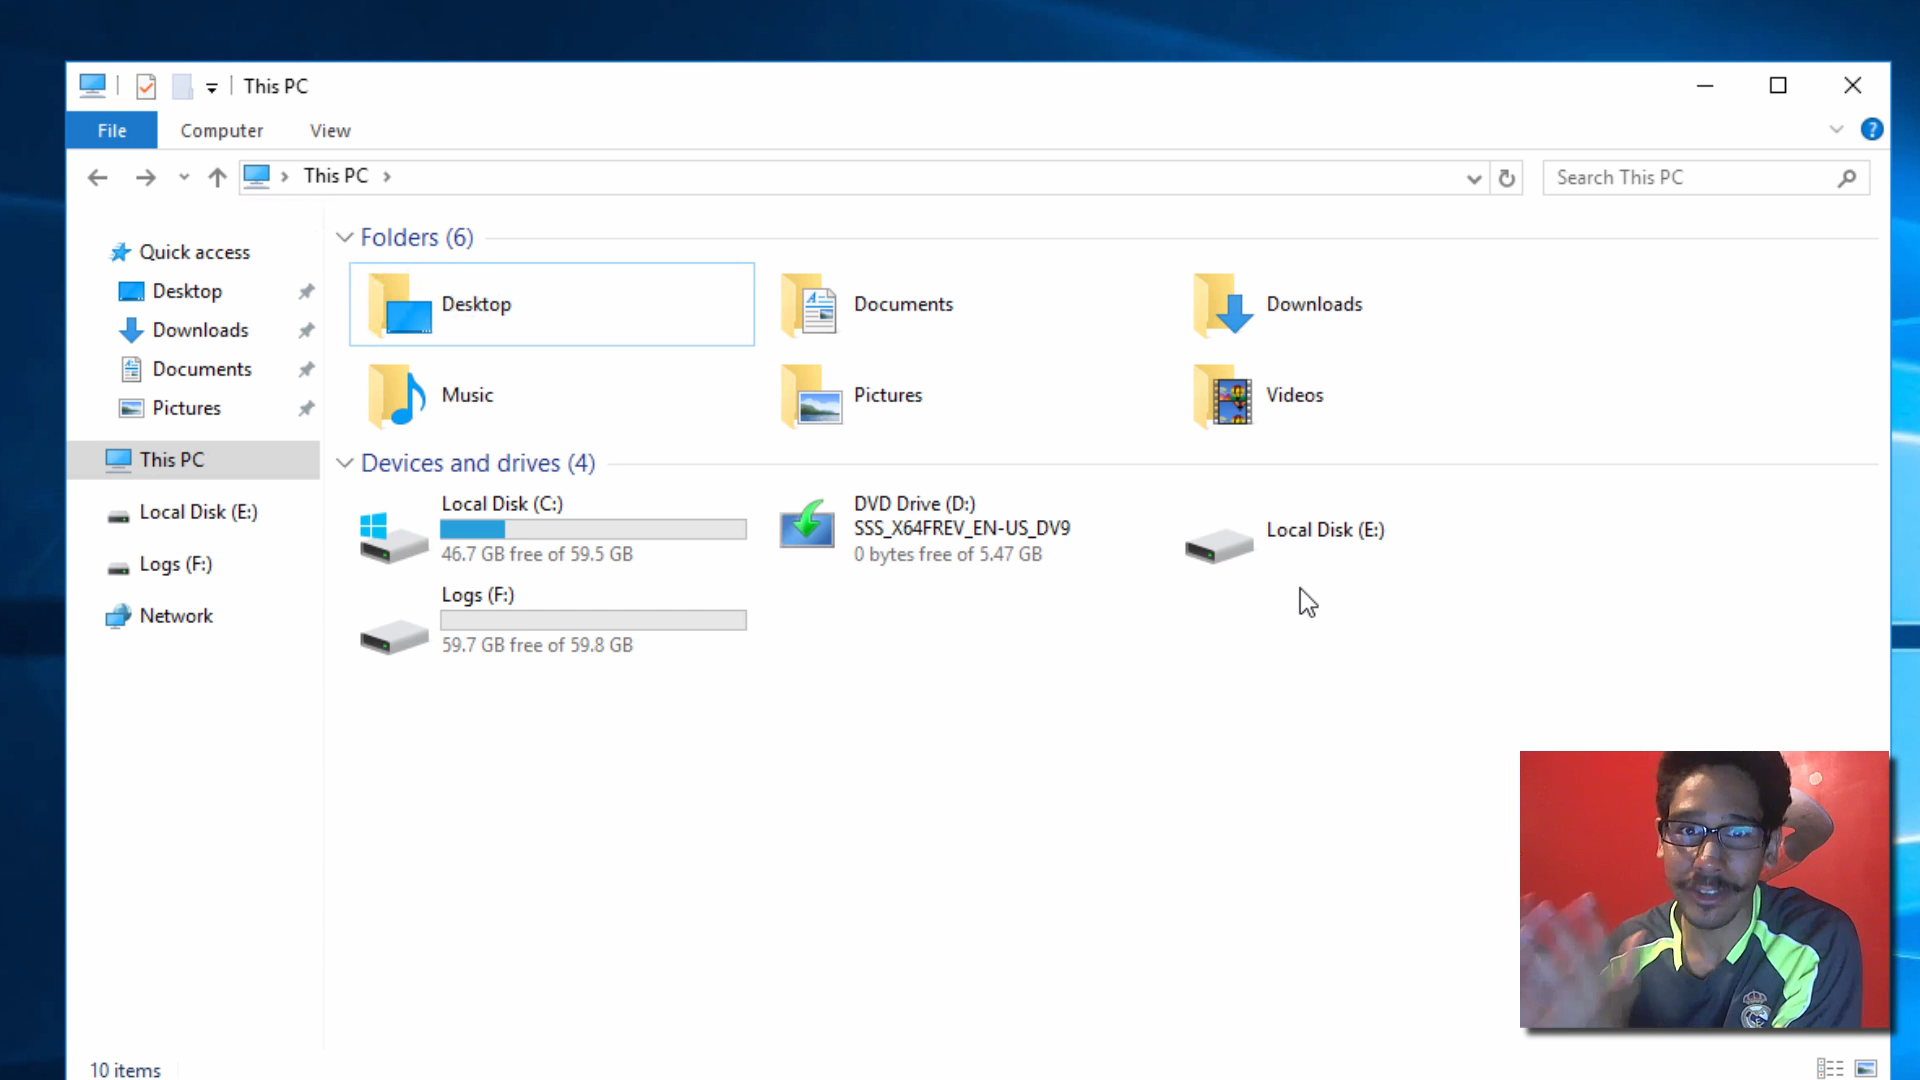 This PC
File Computer View
This PC
Search This PC
Quick access
Desktop
Downloads
Documents
Pictures
This PC
Local Disk (E:)
Logs (F:)
Network
Folders (6)
Desktop
Documents
Downloads
Music
Pictures
Videos
Devices and drives (4)
Local Disk (C:)
46.7 GB free of 59.5 GB
DVD Drive (D:)
SSS_X64FREV_EN-US_DV9
0 bytes free of 5.47 GB
Local Disk (E:)
Logs (F:)
59.7 GB free of 59.8 GB
10 items